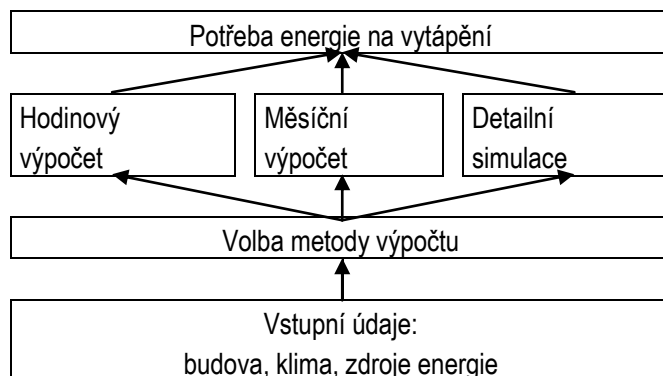 Potřeba energie na vytápění
Hodinový
výpočet
Měsíční
výpočet
Detailní
simulace
Volba metody výpočtu
Vstupní údaje:
budova, klima, zdroje energie